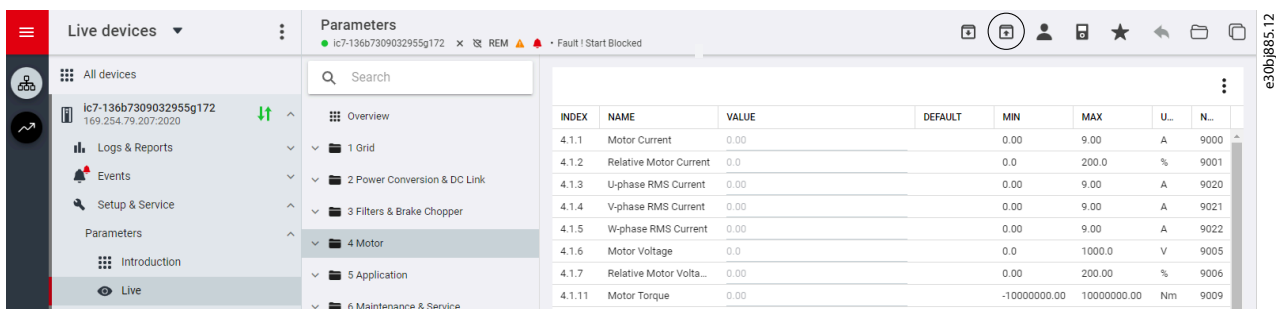 Live devices
Parameters
ic7-136b7309032955g172 × REM • Fault ! Start Blocked
e30bj885.12
All devices
ic7-136b7309032955g172
169.254.79.207:2020
Logs & Reports
Events
Setup & Service
Parameters
Introduction
Live
Search
Overview
1 Grid
2 Power Conversion & DC Link
3 Filters & Brake Chopper
4 Motor
5 Application
6 Maintenance & Service
INDEX NAME VALUE DEFAULT MIN MAX U... N...
4.1.1 Motor Current 0.00 0.00 9.00 A 9000
4.1.2 Relative Motor Current 0.0 0.0 200.0 % 9001
4.1.3 U-phase RMS Current 0.00 0.00 9.00 A 9020
4.1.4 V-phase RMS Current 0.00 0.00 9.00 A 9021
4.1.5 W-phase RMS Current 0.00 0.00 9.00 A 9022
4.1.6 Motor Voltage 0.0 0.0 1000.0 V 9005
4.1.7 Relative Motor Volta... 0.00 0.00 200.00 % 9006
4.1.11 Motor Torque 0.00 -10000000.00 10000000.00 Nm 9009